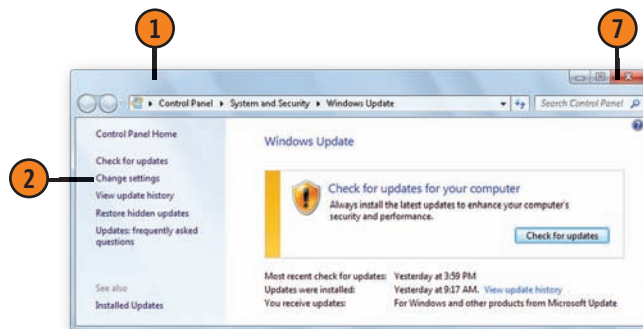 1
7
Control Panel ▸ System and Security ▸ Windows Update
Search Control Panel
Control Panel Home
Check for updates
Change settings
2
View update history
Restore hidden updates
Updates: frequently asked
questions
See also
Installed Updates
Windows Update
Check for updates for your computer
Always install the latest updates to enhance your computer's
security and performance.
Check for updates
Most recent check for updates: Yesterday at 3:59 PM
Updates were installed: Yesterday at 9:17 AM. View update history
You receive updates: For Windows and other products from Microsoft Update